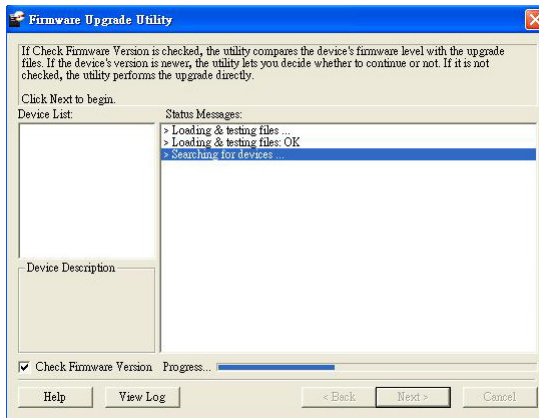 Firmware Upgrade Utility
If Check Firmware Version is checked, the utility compares the device's firmware level with the upgrade
files. If the device's version is newer, the utility lets you decide whether to continue or not. If it is not
checked, the utility performs the upgrade directly.
Click Next to begin.
Device List:
Status Messages:
> Loading & testing files ...
> Loading & testing files: OK
> Searching for devices ...
Device Description
Check Firmware Version
Progress...
Help
View Log
< Back
Next >
Cancel